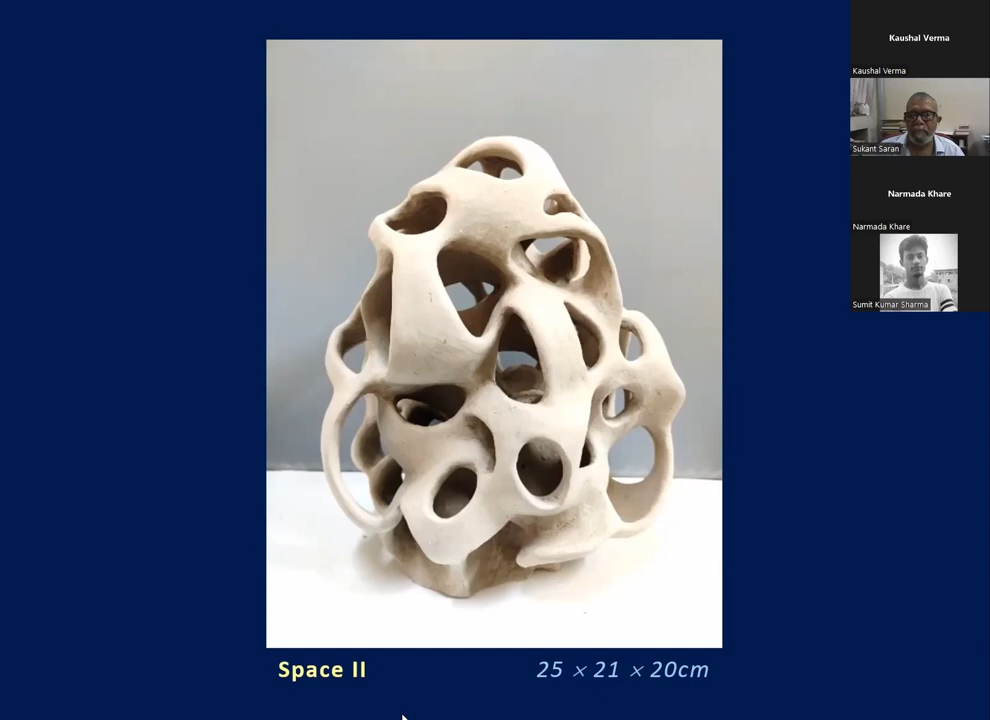 Kaushal Verma
Kaushal Verma
Sukant Saran
Narmada Khare
Narmada Khare
Sumit Kumar Sharma
Space II 25 × 21 × 20cm